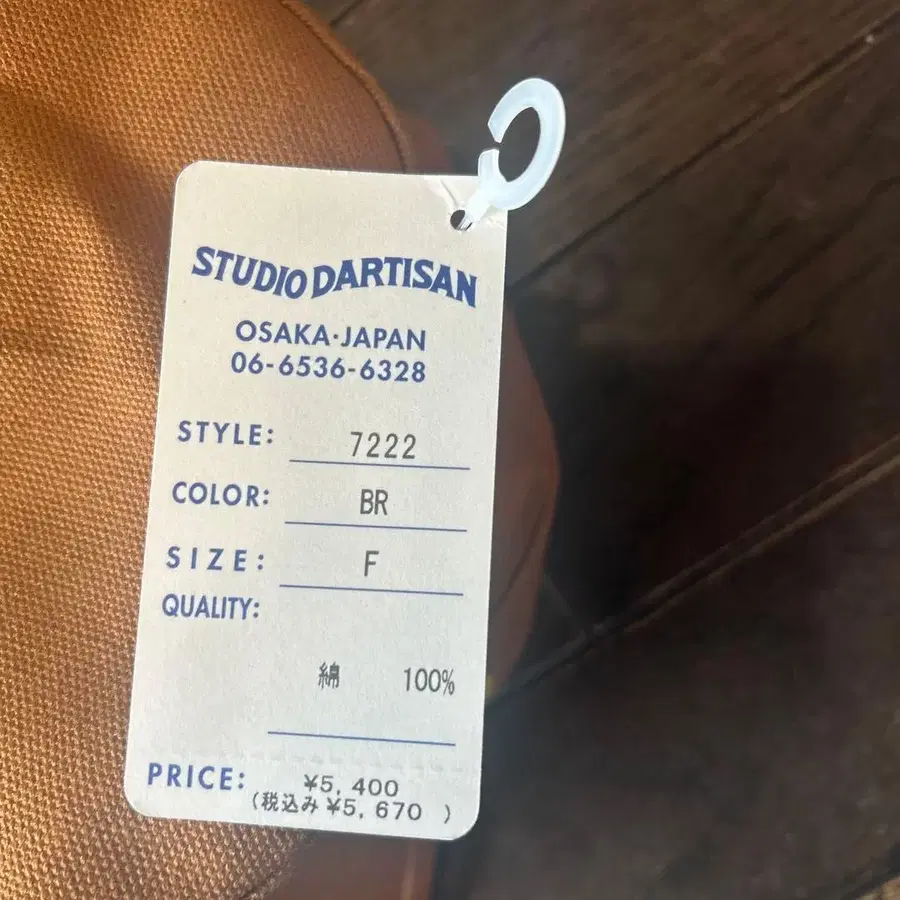 STUDIO DARTISAN
OSAKA·JAPAN
06-6536-6328
STYLE: 7222
COLOR: BR
SIZE: F
QUALITY:
綿 100%
PRICE: ¥5,400
(税込み ¥5,670 )